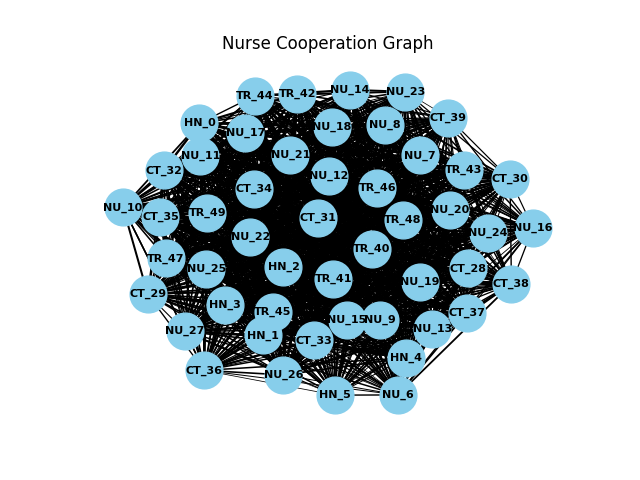 Nurse Cooperation Graph
TR_44
TR_42
NU_14
NU_23
HN_0
NU_17
NU_18
NU_8
CT_39
NU_11
NU_21
NU_7
CT_32
NU_12
TR_43
CT_30
CT_34
TR_46
NU_10
CT_35
TR_49
CT_31
TR_48
NU_20
NU_24
NU_16
NU_22
TR_40
TR_47
NU_25
HN_2
TR_41
NU_19
CT_28
CT_38
CT_29
HN_3
TR_45
NU_15
NU_9
CT_37
NU_27
HN_1
CT_33
NU_13
HN_4
CT_36
NU_26
HN_5
NU_6